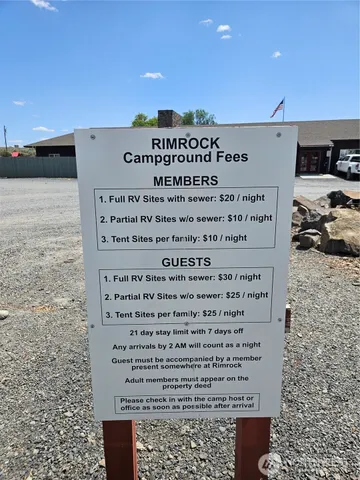 RIMROCK
Campground Fees
MEMBERS
1. Full RV Sites with sewer: $20 / night
2. Partial RV Sites w/o sewer: $10 / night
3. Tent Sites per family: $10 / night
GUESTS
1. Full RV Sites with sewer: $30 / night
2. Partial RV Sites w/o sewer: $25 / night
3. Tent Sites per family: $25 / night
21 day stay limit with 7 days off
Any arrivals by 2 AM will count as a night
Guest must be accompanied by a member
present somewhere at Rimrock
Adult members must appear on the
property deed
Please check in with the camp host or
office as soon as possible after arrival